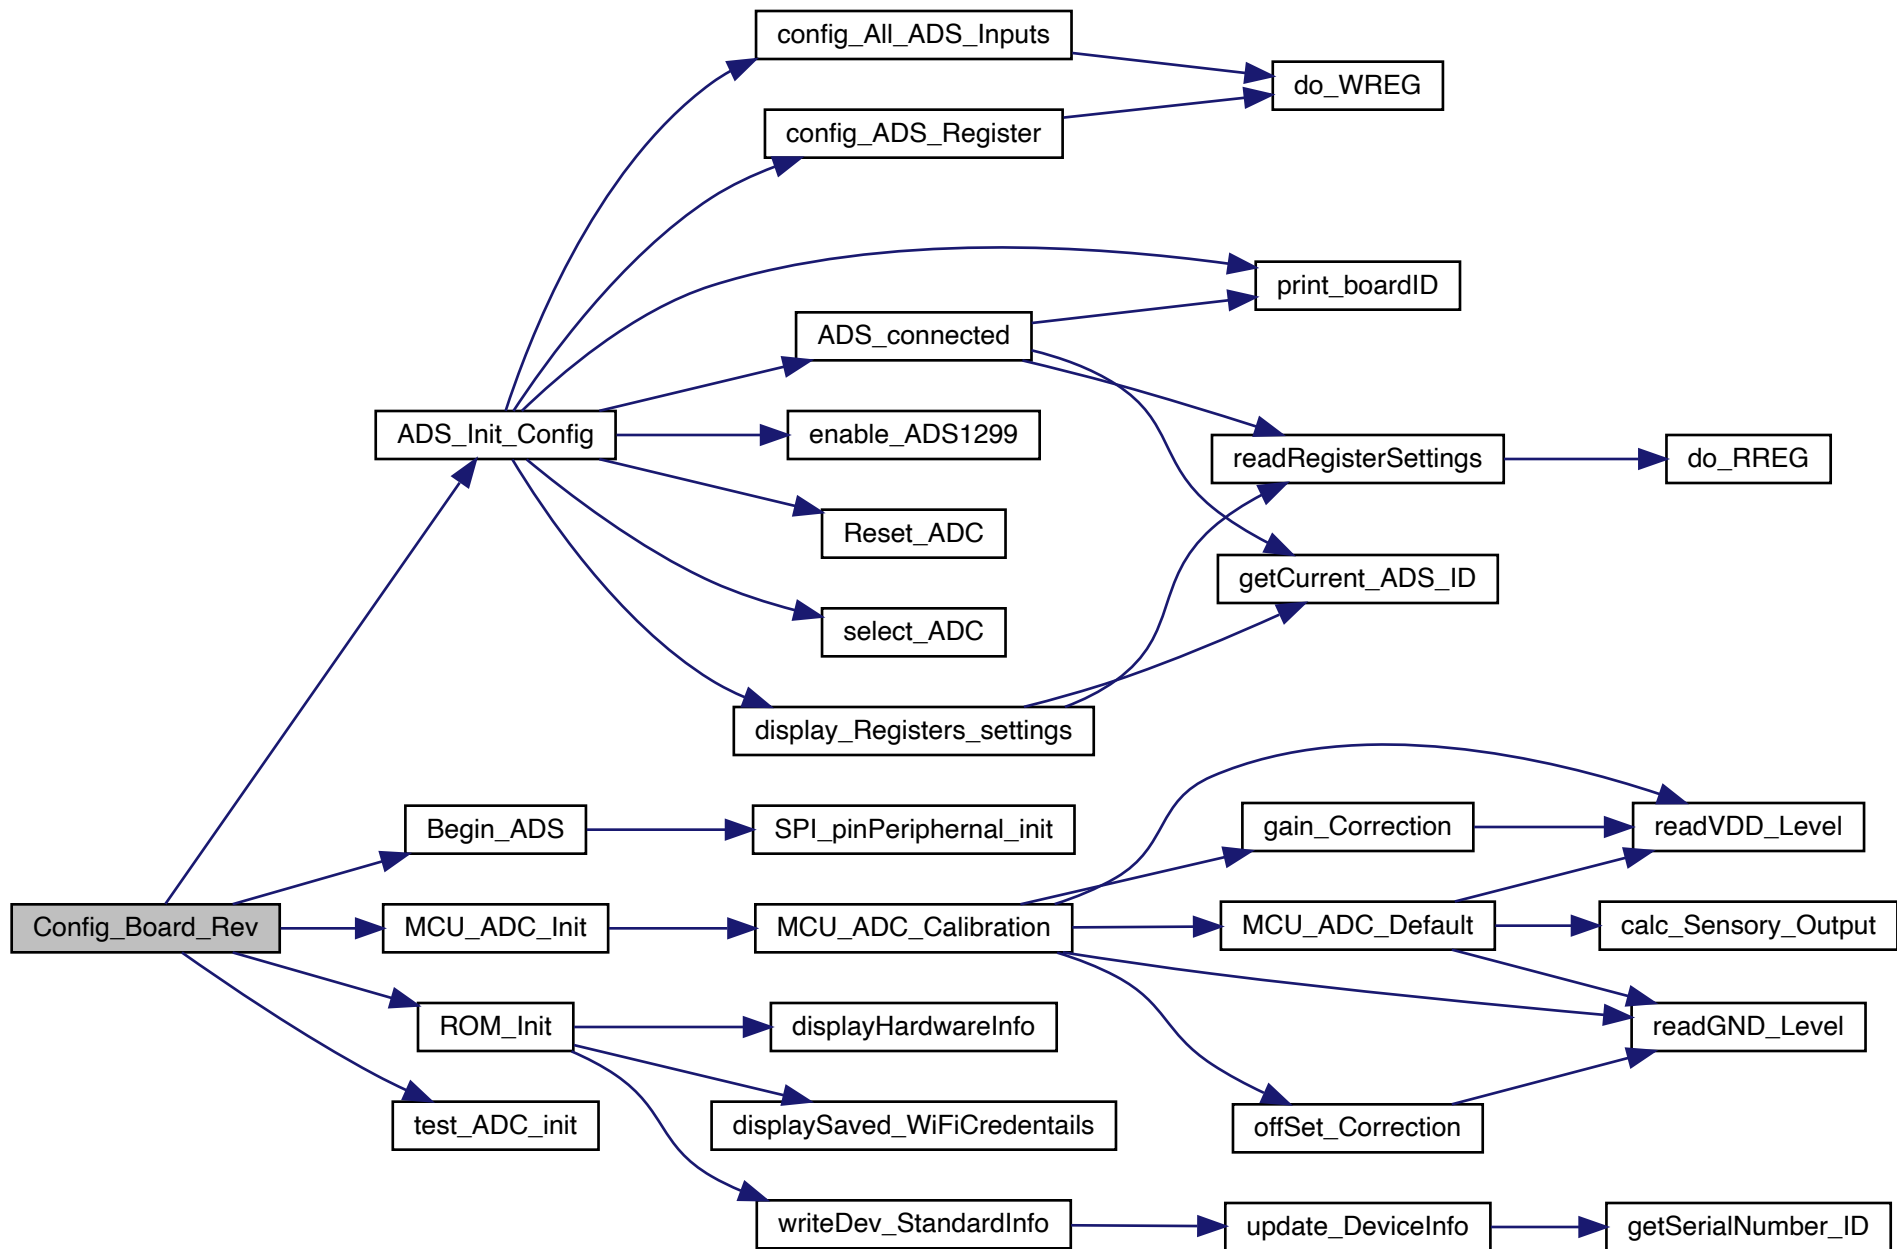 config_All_ADS_Inputs
do_WREG
config_ADS_Register
print_boardID
ADS_connected
ADS_Init_Config
enable_ADS1299
readRegisterSettings
do_RREG
Reset_ADC
getCurrent_ADS_ID
select_ADC
display_Registers_settings
Begin_ADS
SPI_pinPeriphernal_init
gain_Correction
readVDD_Level
Config_Board_Rev
MCU_ADC_Init
MCU_ADC_Calibration
MCU_ADC_Default
calc_Sensory_Output
ROM_Init
displayHardwareInfo
readGND_Level
test_ADC_init
displaySaved_WiFiCredentails
offSet_Correction
writeDev_StandardInfo
update_DeviceInfo
getSerialNumber_ID